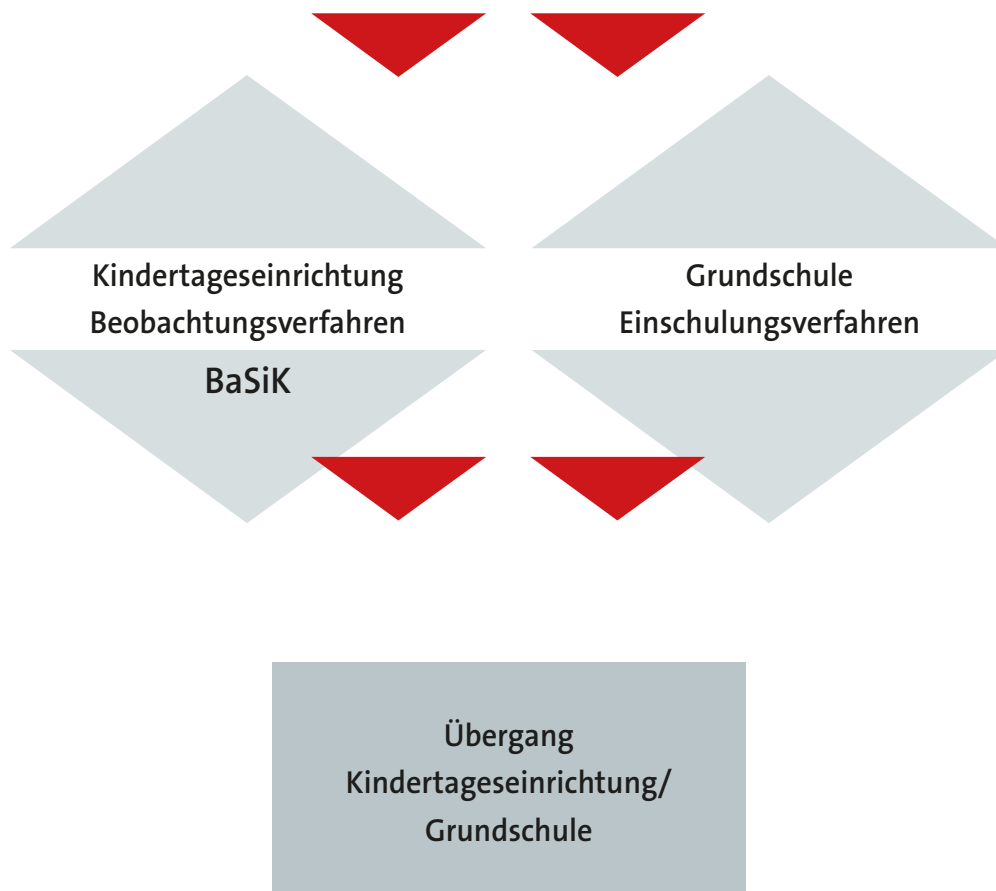 Kindertageseinrichtung
Beobachtungsverfahren
BaSiK
Grundschule
Einschulungsverfahren
Übergang
Kindertageseinrichtung/
Grundschule